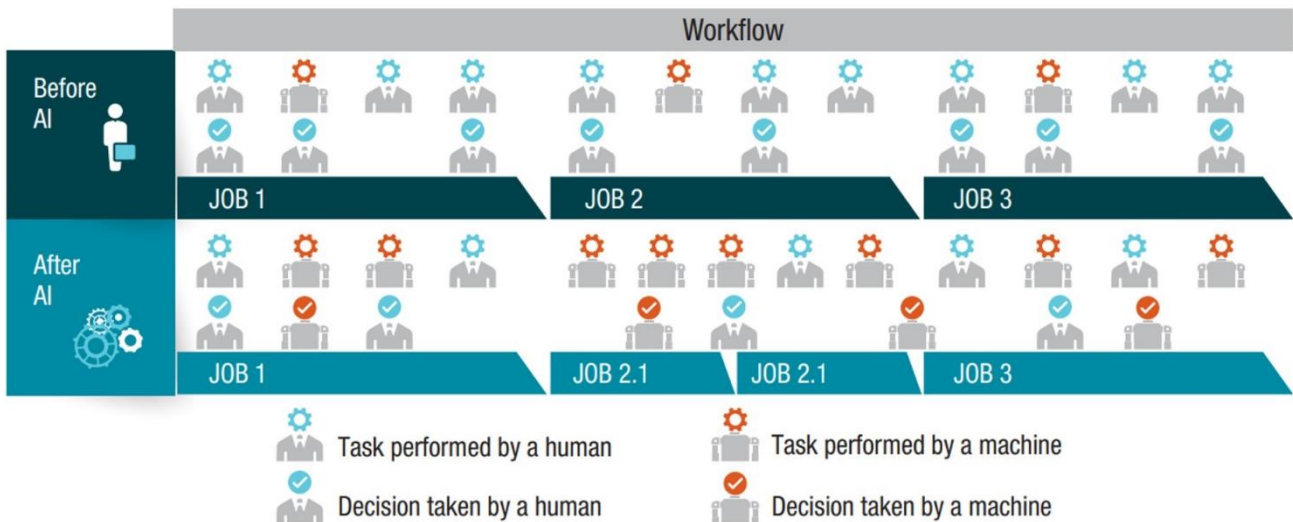 Workflow
Before
AI
JOB 1
JOB 2
JOB 3
After
AI
JOB 1
JOB 2.1
JOB 2.1
JOB 3
Task performed by a human
Task performed by a machine
Decision taken by a human
Decision taken by a machine